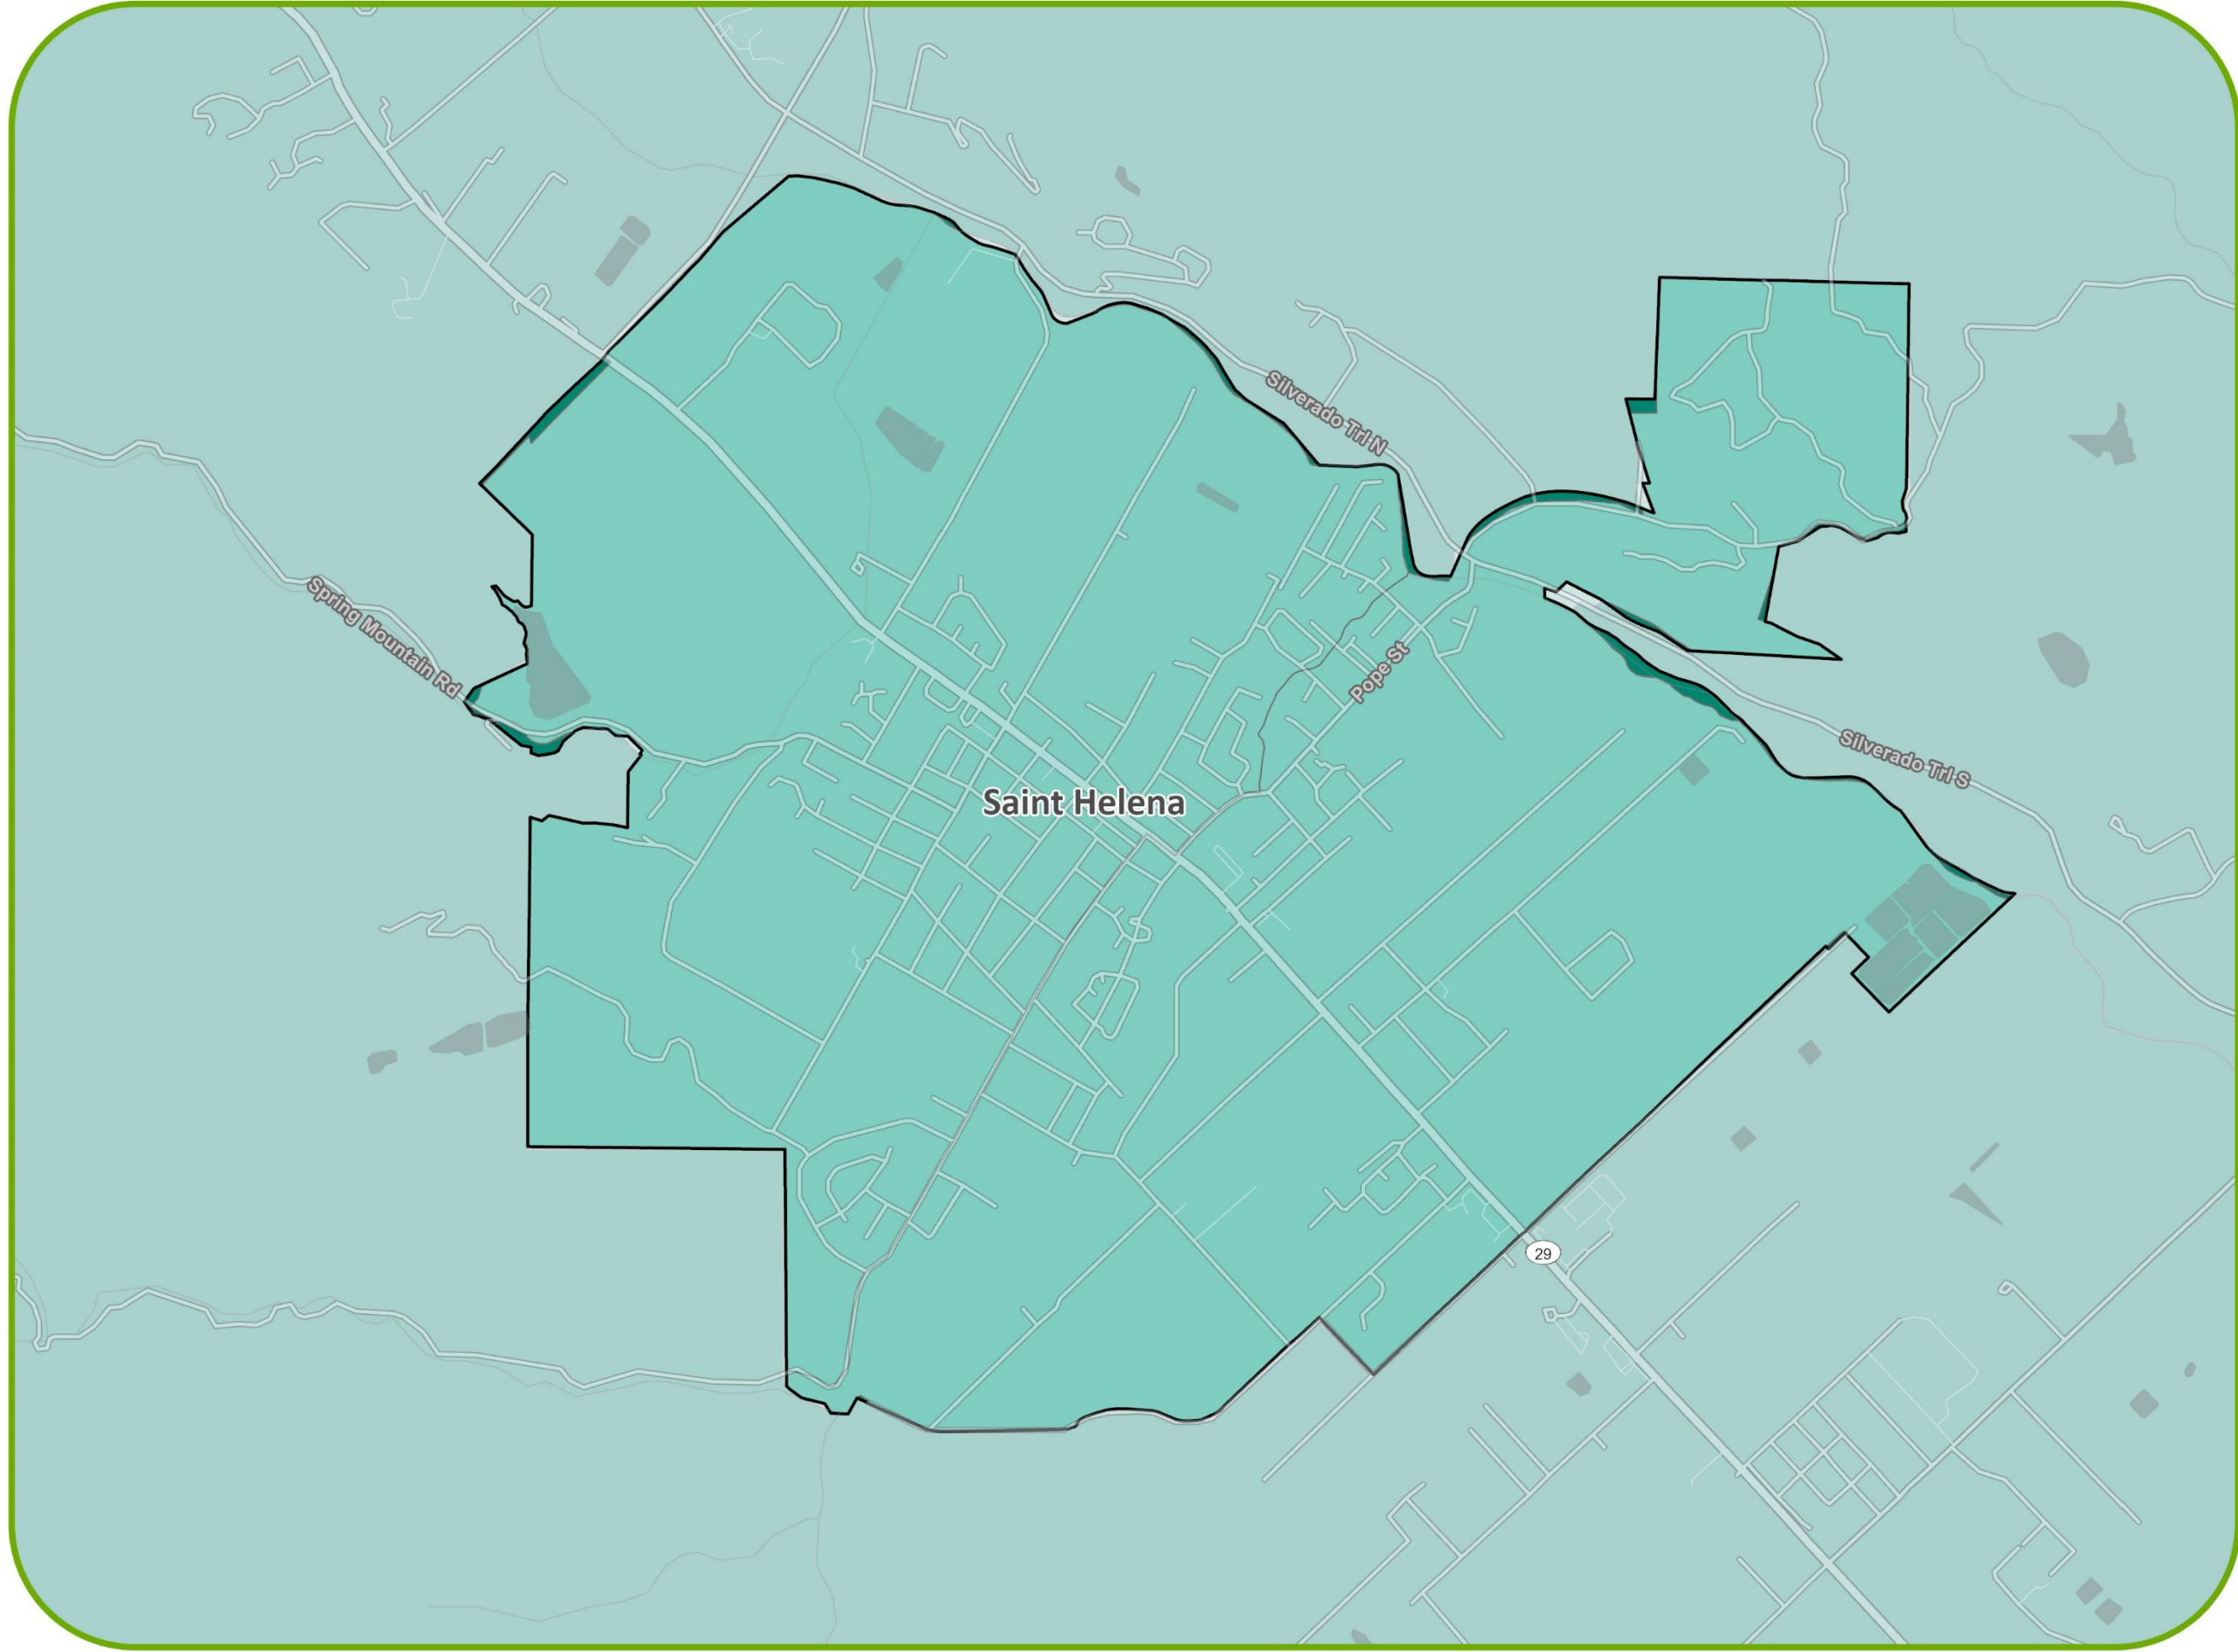 Silverado Trl N
Spring Mountain Rd
Pope St
Silverado Trl S
Saint Helena
29